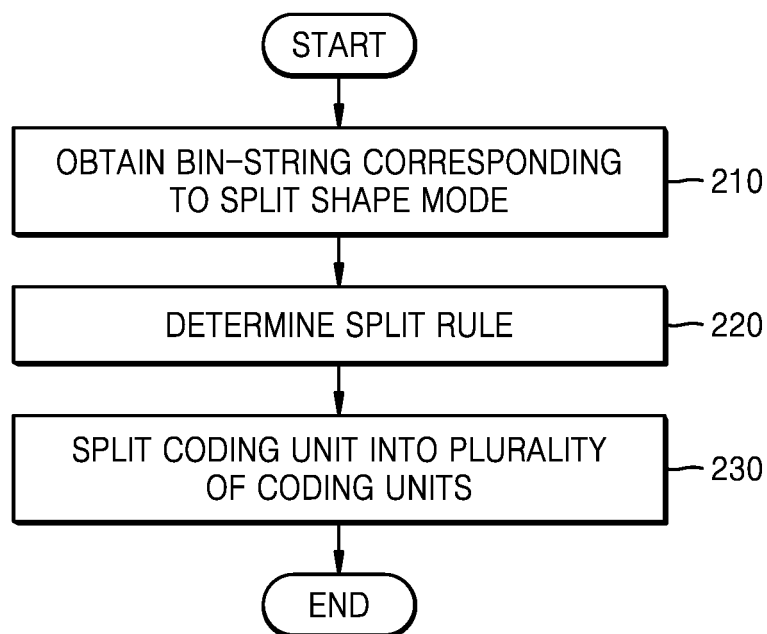 START
OBTAIN BIN-STRING CORRESPONDING
TO SPLIT SHAPE MODE
210
DETERMINE SPLIT RULE
220
SPLIT CODING UNIT INTO PLURALITY
OF CODING UNITS
230
END